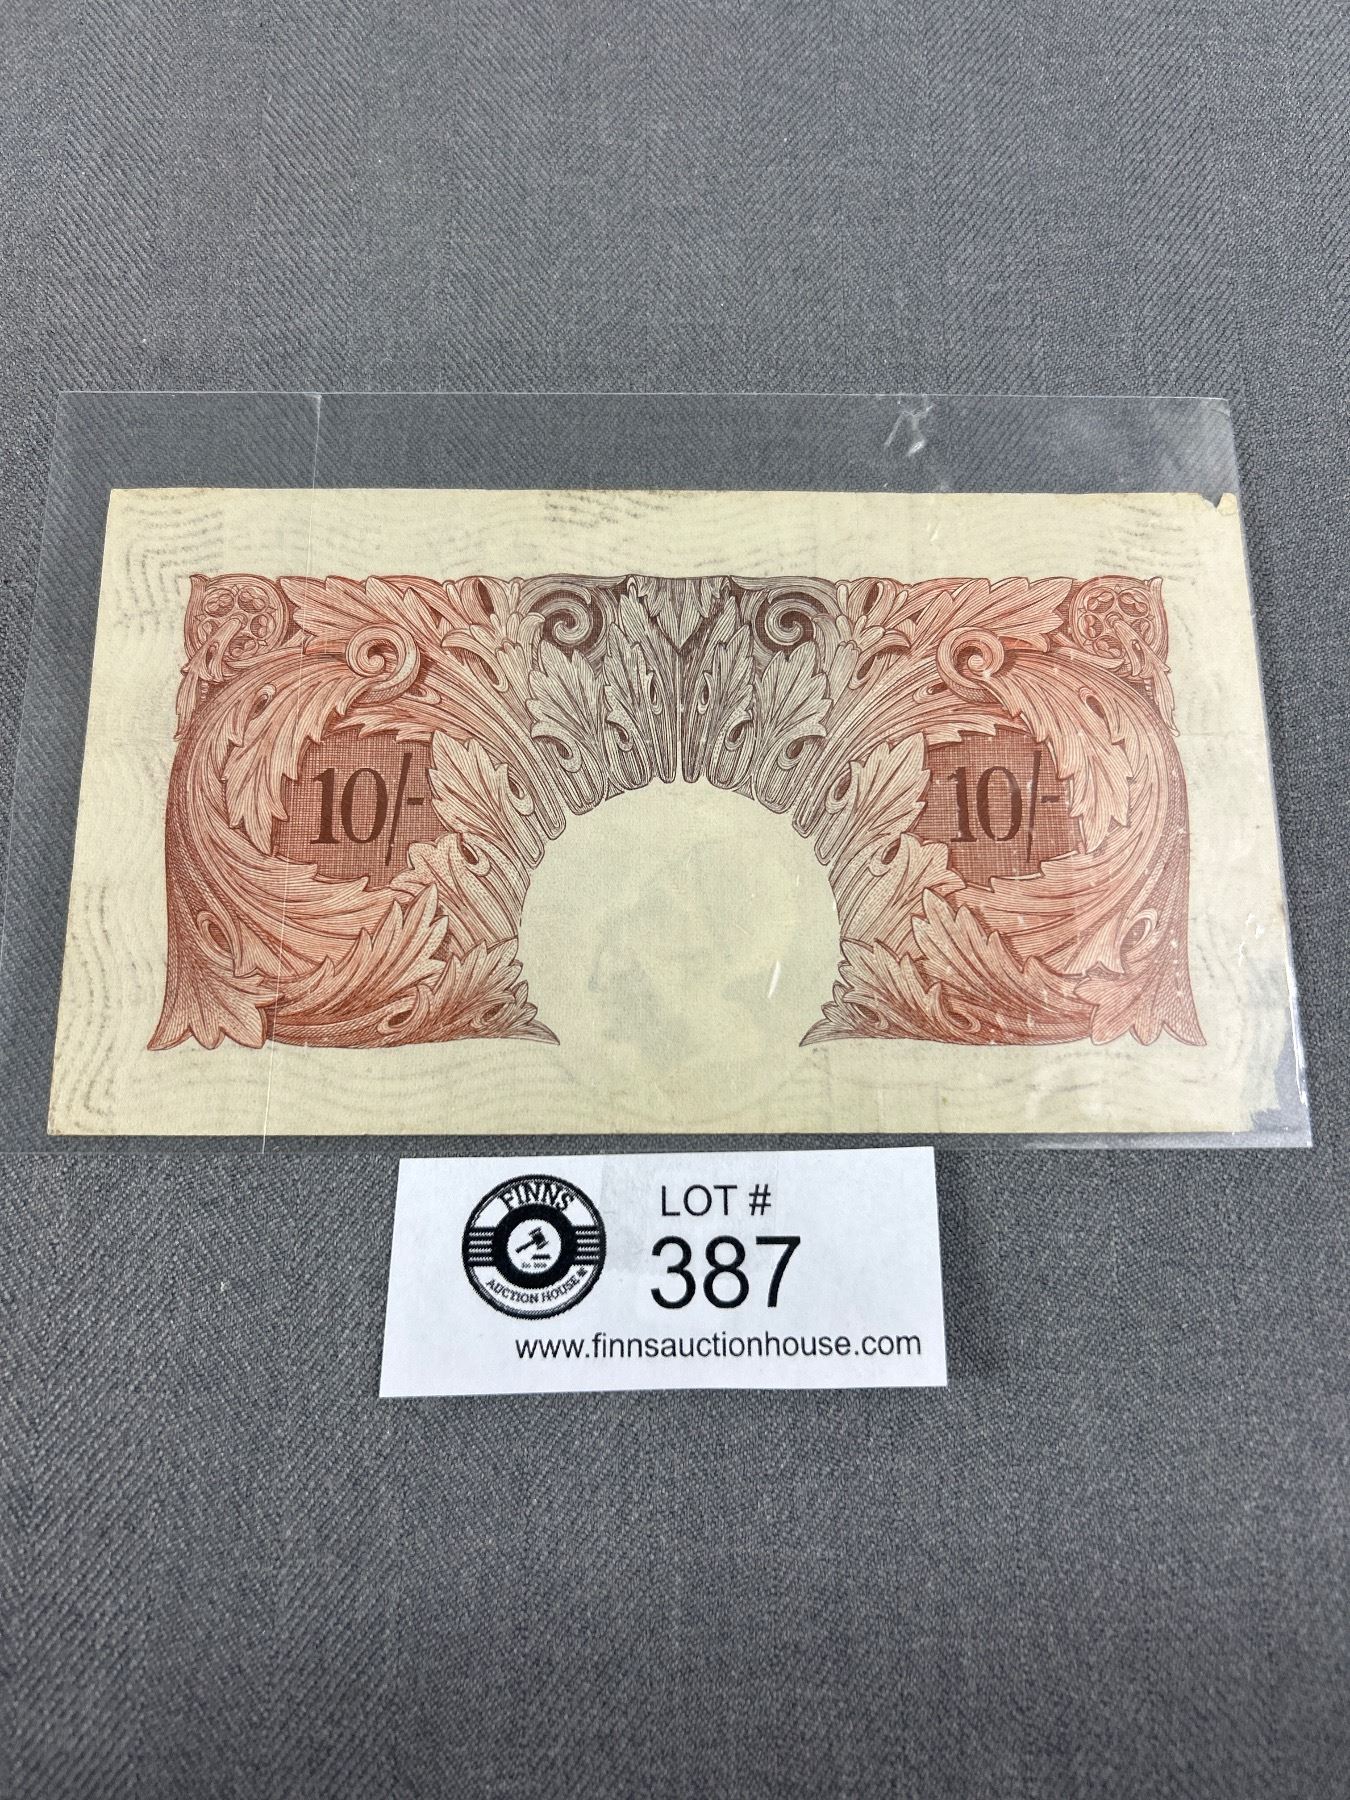 10/-
10/-
FINNS
AUCTION HOUSE
LOT #
387
www.finnsauctionhouse.com